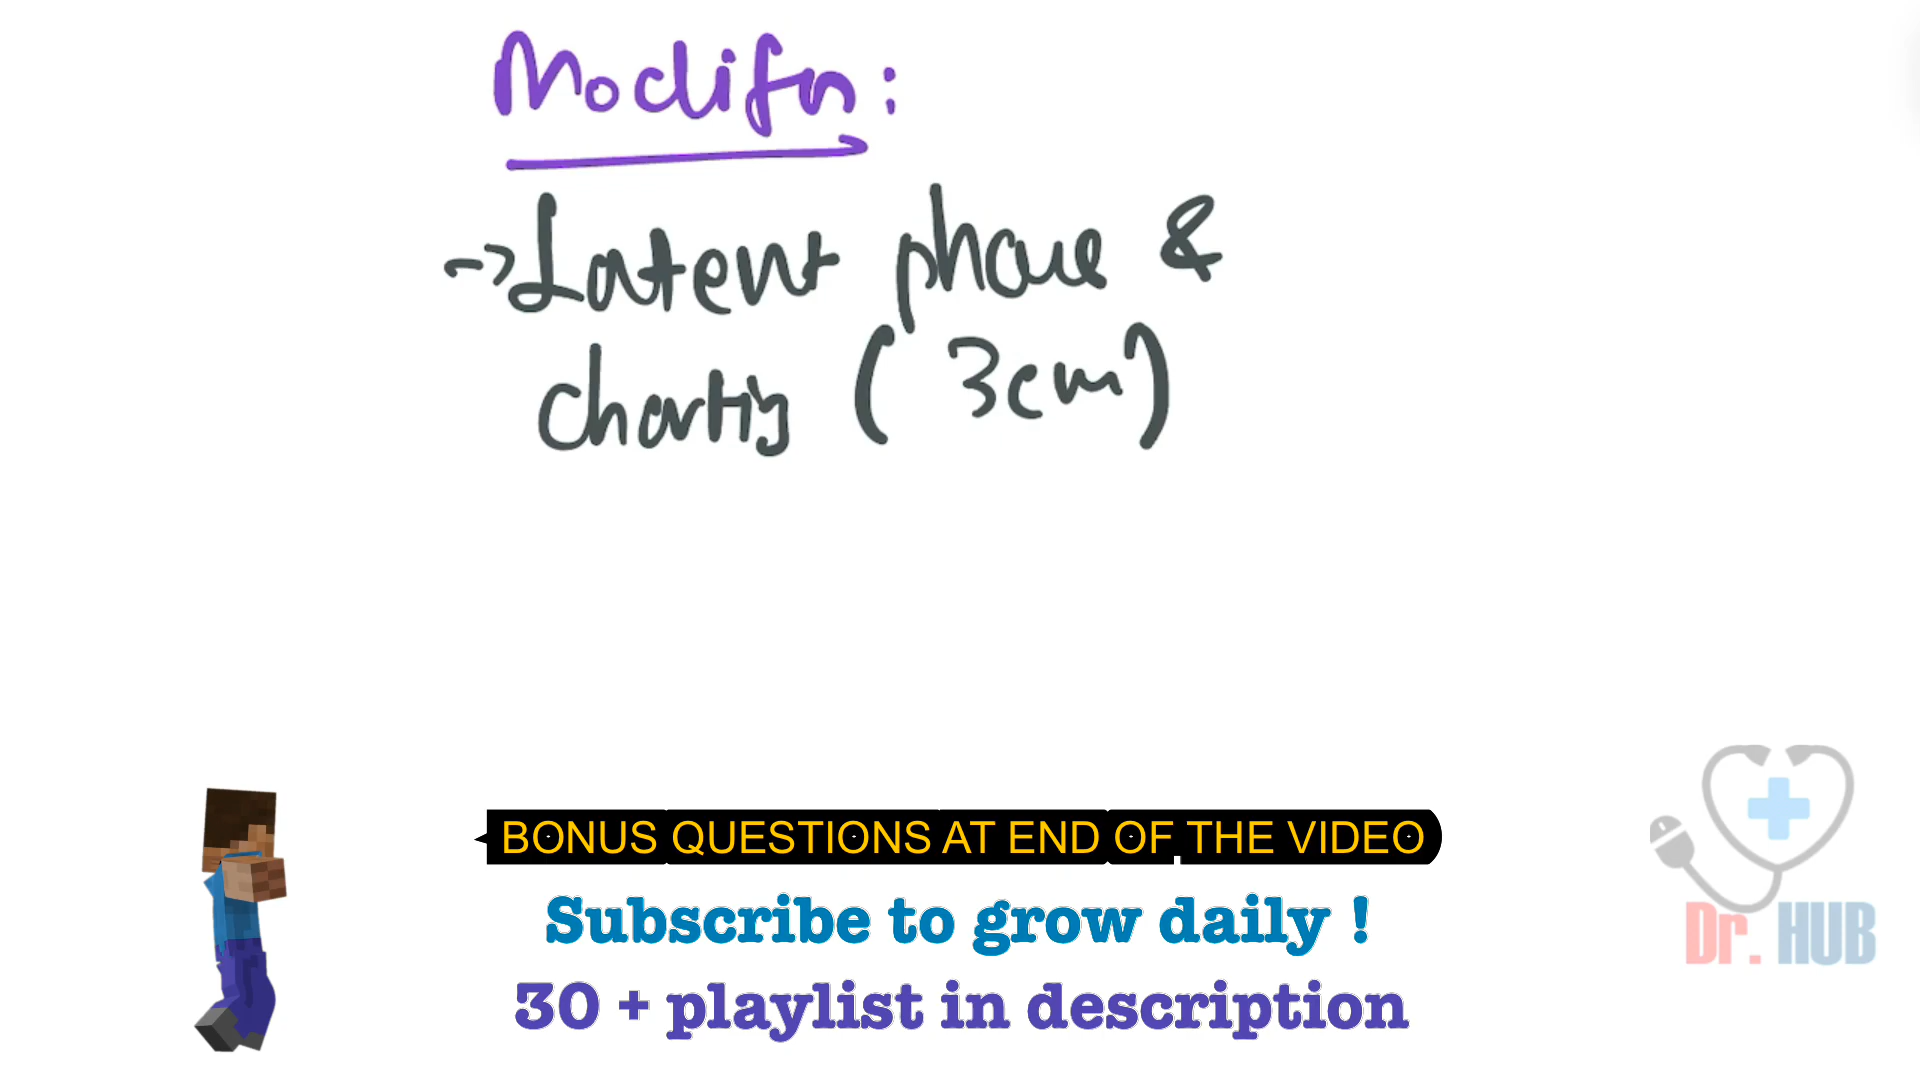 Modifn:
→ Latent phase &
charting (3cm)
BONUS QUESTIONS AT END OF THE VIDEO
Subscribe to grow daily !
30 + playlist in description
Dr. HUB